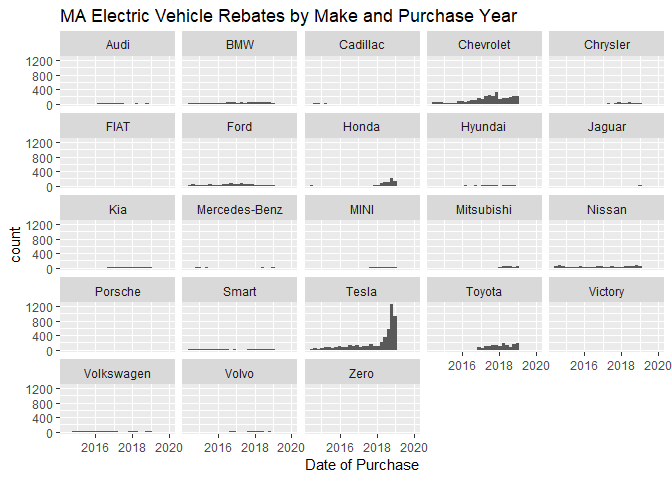 MA Electric Vehicle Rebates by Make and Purchase Year
Audi BMW Cadillac Chevrolet Chrysler
1200
800
400
0
FIAT Ford Honda Hyundai Jaguar
1200
800
400
0
Kia Mercedes-Benz MINI Mitsubishi Nissan
1200
800
400
0
Porsche Smart Tesla Toyota Victory
1200
800
400
0
2016 2018 2020 2016 2018 2020
Volkswagen Volvo Zero
1200
800
400
0
2016 2018 2020 2016 2018 2020 2016 2018 2020
count
Date of Purchase